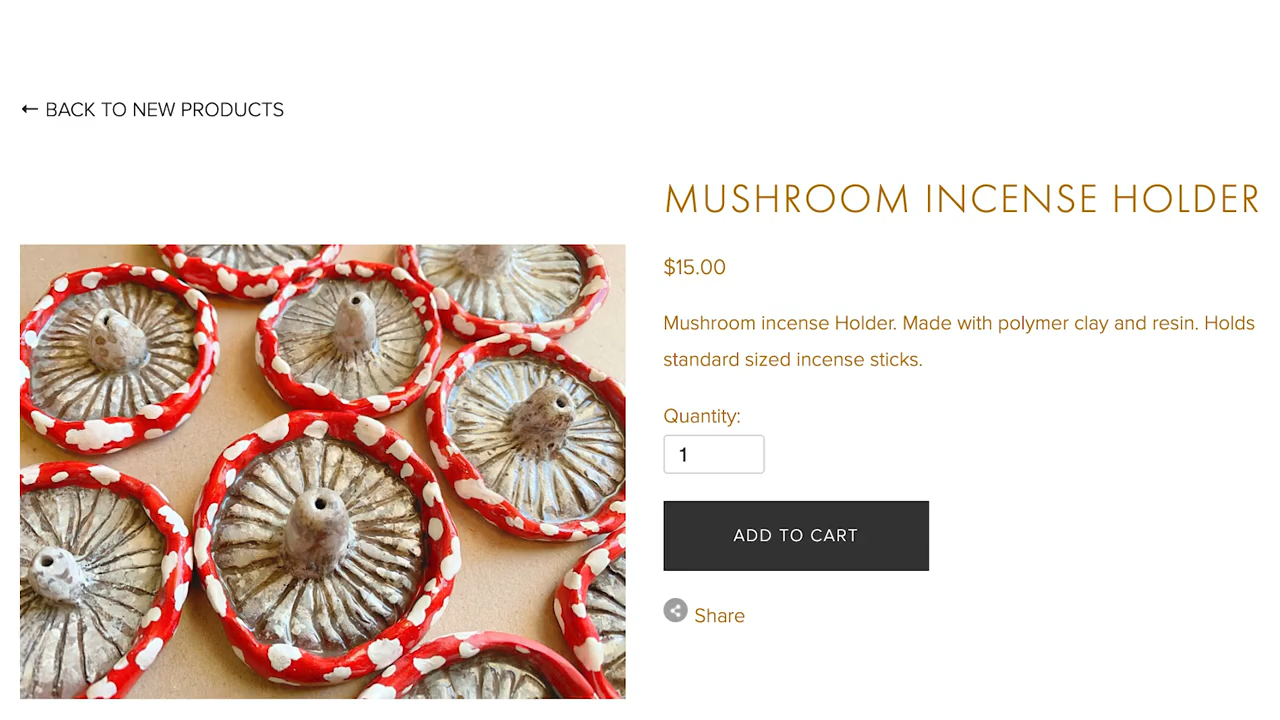 ← BACK TO NEW PRODUCTS
MUSHROOM INCENSE HOLDER
$15.00
Mushroom incense Holder. Made with polymer clay and resin. Holds
standard sized incense sticks.
Quantity:
1
ADD TO CART
Share